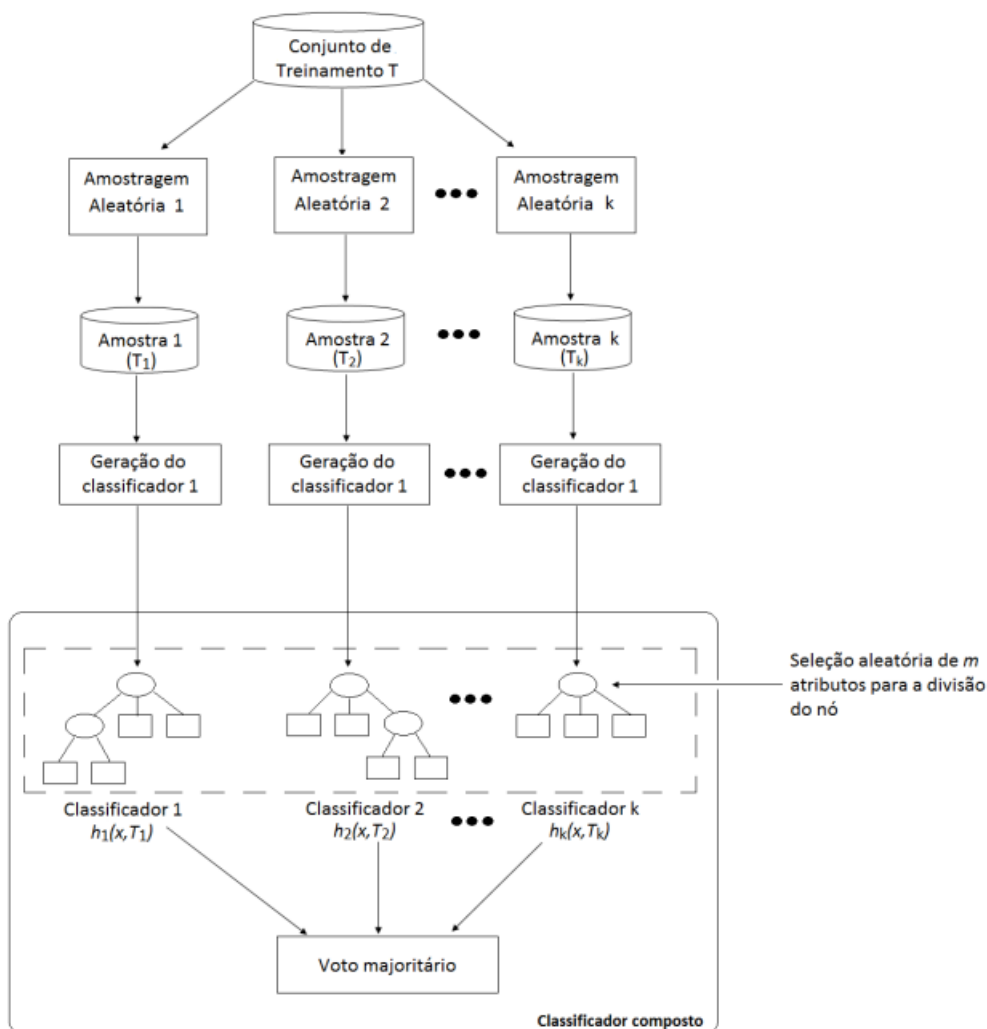 Conjunto de
Treinamento T
Amostragem
Aleatória 1
Amostragem
Aleatória 2
Amostragem
Aleatória k
Amostra 1
(T₁)
Amostra 2
(T₂)
Amostra k
(Tₖ)
Geração do
classificador 1
Geração do
classificador 1
Geração do
classificador 1
Seleção aleatória de m
atributos para a divisão
do nó
Classificador 1
h₁(x,T₁)
Classificador 2
h₂(x,T₂)
Classificador k
hₖ(x,Tₖ)
Voto majoritário
Classificador composto